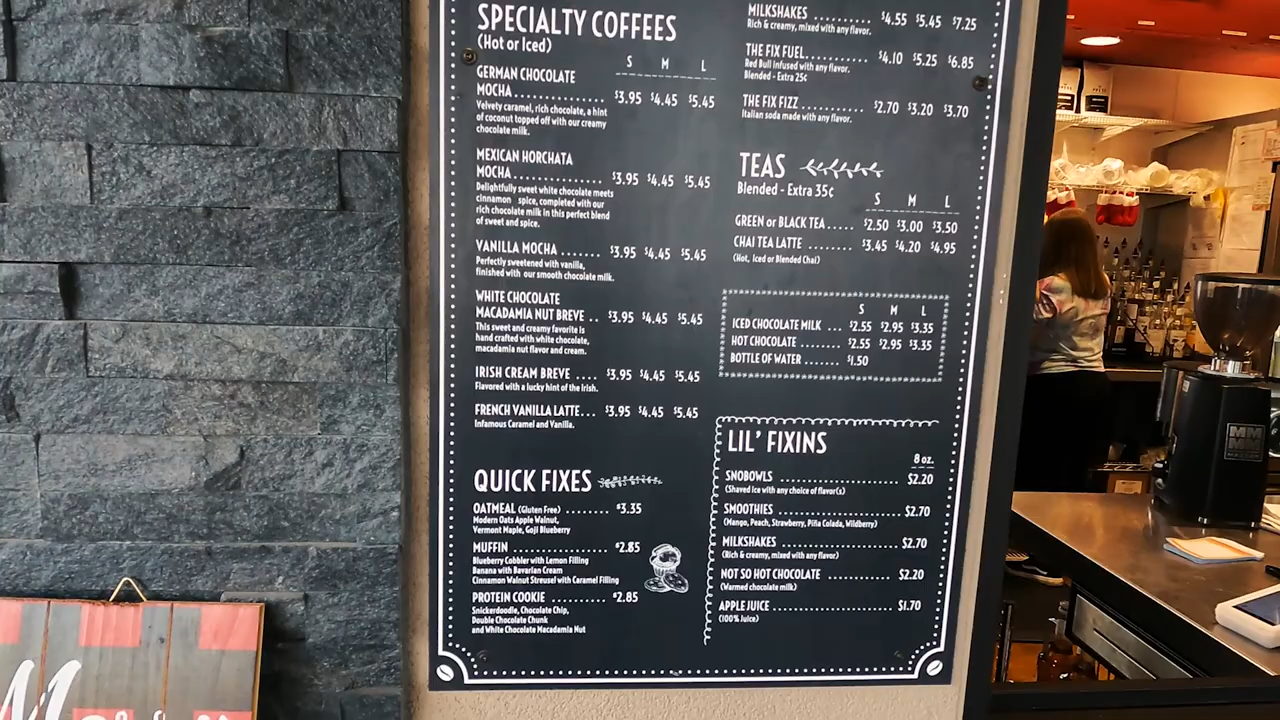 SPECIALTY COFFEES
(Hot or Iced)
S M L
GERMAN CHOCOLATE
MOCHA.............. $3.95 $4.45 $5.45
Velvety caramel, rich chocolate, a hint
of coconut topped off with our creamy
chocolate milk.
MEXICAN HORCHATA
MOCHA.............. $3.95 $4.45 $5.45
Delightfully sweet white chocolate meets
cinnamon spice, completed with our
rich chocolate milk in this perfect blend
of sweet and spice.
VANILLA MOCHA ....... $3.95 $4.45 $5.45
Perfectly sweetened with vanilla,
finished with our smooth chocolate milk.
WHITE CHOCOLATE
MACADAMIA NUT BREVE .. $3.95 $4.45 $5.45
This sweet and creamy favorite is
hand crafted with white chocolate,
macadamia nut flavor and cream.
IRISH CREAM BREVE .... $3.95 $4.45 $5.45
Flavored with a lucky hint of the Irish.
FRENCH VANILLA LATTE... $3.95 $4.45 $5.45
Infamous Caramel and Vanilla.
QUICK FIXES
OATMEAL (Gluten Free) ........ $3.35
Modern Oats Apple Walnut,
Vermont Maple, Goji Blueberry
MUFFIN ................. $2.85
Blueberry Cobbler with Lemon Filling
Banana with Bavarian Cream
Cinnamon Walnut Streusel with Caramel Filling
PROTEIN COOKIE .......... $2.85
Snickerdoodle, Chocolate Chip,
Double Chocolate Chunk
and White Chocolate Macadamia Nut
MILKSHAKES .......... $4.55 $5.45 $7.25
Rich & creamy, mixed with any flavor.
THE FIX FUEL.......... $4.10 $5.25 $6.85
Red Bull infused with any flavor.
Blended - Extra 25¢
THE FIX FIZZ .......... $2.70 $3.20 $3.70
Italian soda made with any flavor.
TEAS
Blended - Extra 35¢
S M L
GREEN or BLACK TEA..... $2.50 $3.00 $3.50
CHAI TEA LATTE ........ $3.45 $4.20 $4.95
(Hot, Iced or Blended Chai)
S M L
ICED CHOCOLATE MILK ... $2.55 $2.95 $3.35
HOT CHOCOLATE ........ $2.55 $2.95 $3.35
BOTTLE OF WATER ....... $1.50
LIL' FIXINS
8 oz.
SNOBOWLS ...................... $2.20
(Shaved ice with any choice of flavor(s)
SMOOTHIES ..................... $2.70
(Mango, Peach, Strawberry, Piña Colada, Wildberry)
MILKSHAKES .................... $2.70
(Rich & creamy, mixed with any flavor)
NOT SO HOT CHOCOLATE ........... $2.20
(Warmed chocolate milk)
APPLE JUICE ...................... $1.70
(100% Juice)